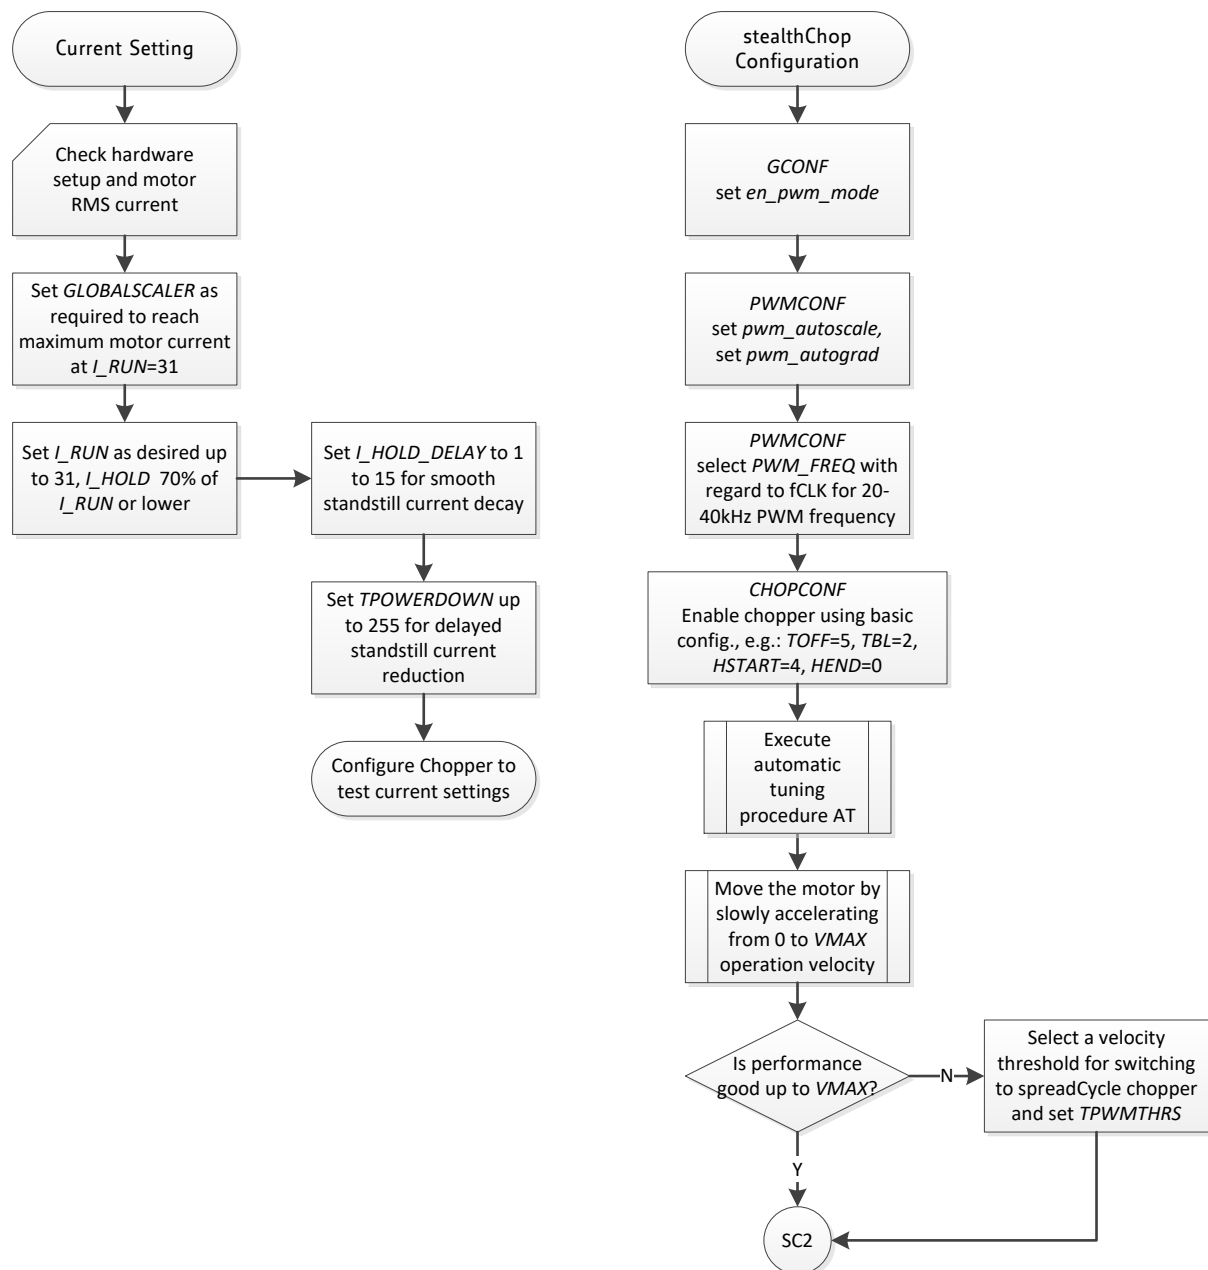 Current Setting
Check hardware
setup and motor
RMS current
Set GLOBALSCALER as
required to reach
maximum motor current
at I_RUN=31
Set I_RUN as desired up
to 31, I_HOLD 70% of
I_RUN or lower
Set I_HOLD_DELAY to 1
to 15 for smooth
standstill current decay
Set TPOWERDOWN up
to 255 for delayed
standstill current
reduction
Configure Chopper to
test current settings
stealthChop
Configuration
GCONF
set en_pwm_mode
PWMCONF
set pwm_autoscale,
set pwm_autograd
PWMCONF
select PWM_FREQ with
regard to fCLK for 20-
40kHz PWM frequency
CHOPCONF
Enable chopper using basic
config., e.g.: TOFF=5, TBL=2,
HSTART=4, HEND=0
Execute
automatic
tuning
procedure AT
Move the motor by
slowly accelerating
from 0 to VMAX
operation velocity
Is performance
good up to VMAX?
N
Select a velocity
threshold for switching
to spreadCycle chopper
and set TPWMTHRS
Y
SC2